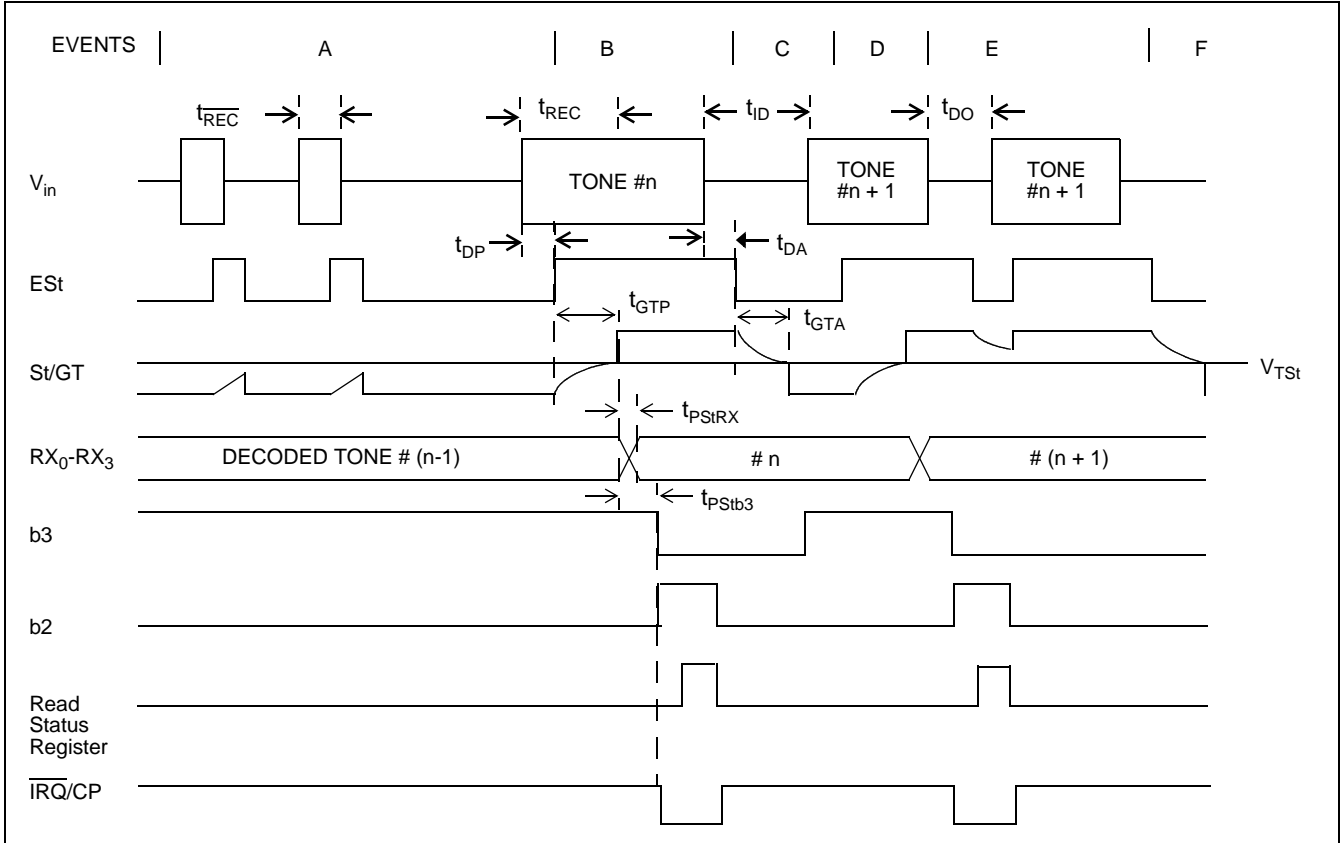 EVENTS A B C D E F
tREC tREC tID tDO
Vin
TONE #n
TONE
#n + 1
TONE
#n + 1
tDP tDA
ESt
tGTP tGTA
St/GT
VTSt
tPStRX
RX0-RX3 DECODED TONE # (n-1) # n # (n + 1)
tPStb3
b3
b2
Read
Status
Register
IRQ/CP